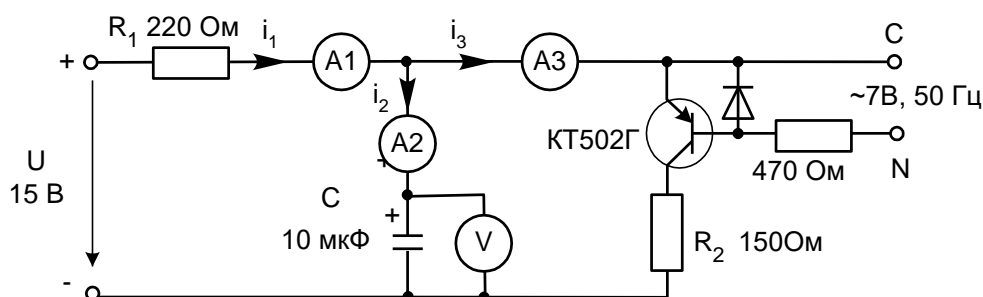 R1 220 Ом
i1
i3
C
+
A1
A3
~7В, 50 Гц
i2
КТ502Г
A2
+
470 Ом
N
U
15 В
C
10 мкФ
+
V
R2 150Ом
-